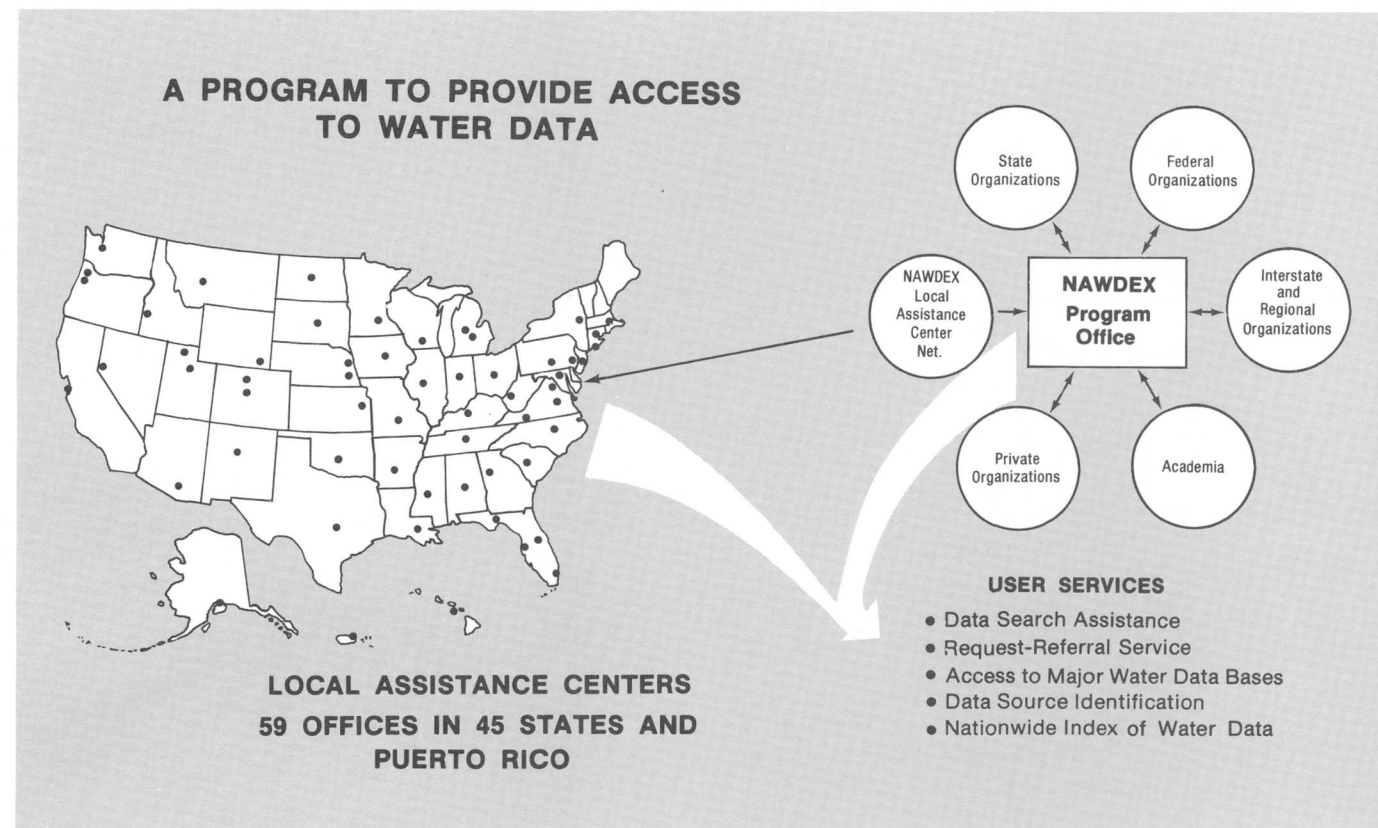 A PROGRAM TO PROVIDE ACCESS
TO WATER DATA
State
Organizations
Federal
Organizations
NAWDEX
Local
Assistance
Center
Net.
NAWDEX
Program
Office
Interstate
and
Regional
Organizations
Private
Organizations
Academia
LOCAL ASSISTANCE CENTERS
59 OFFICES IN 45 STATES AND
PUERTO RICO
USER SERVICES
● Data Search Assistance
● Request-Referral Service
● Access to Major Water Data Bases
● Data Source Identification
● Nationwide Index of Water Data